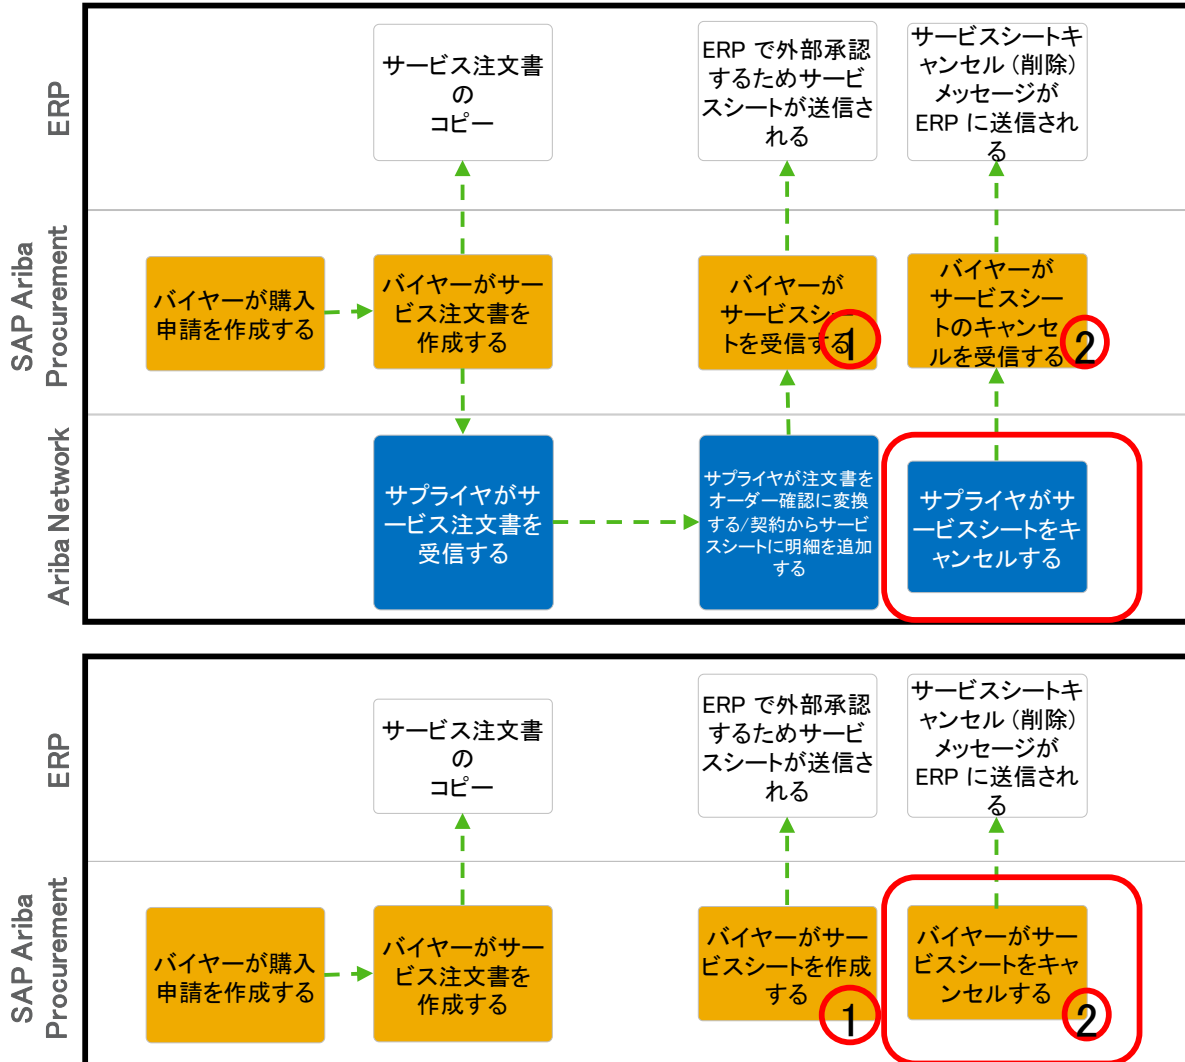 ERP
サービス注文書
の
コピー
ERP で外部承認
するためサービ
スシートが送信さ
れる
サービスシートキ
ャンセル (削除)
メッセージが
ERP に送信され
る
SAP Ariba
Procurement
バイヤーが購入
申請を作成する
バイヤーがサー
ビス注文書を
作成する
バイヤーが
サービスシー
トを受信する
1
バイヤーが
サービスシー
トのキャンセ
ルを受信する
2
Ariba Network
サプライヤがサ
ービス注文書を
受信する
サプライヤが注文書を
オーダー確認に変換
する/契約からサービ
スシートに明細を追加
する
サプライヤがサ
ービスシートをキ
ャンセルする
ERP
サービス注文書
の
コピー
ERP で外部承認
するためサービ
スシートが送信さ
れる
サービスシートキ
ャンセル (削除)
メッセージが
ERP に送信され
る
SAP Ariba
Procurement
バイヤーが購入
申請を作成する
バイヤーがサー
ビス注文書を
作成する
バイヤーがサー
ビスシートを作成
する
1
バイヤーがサー
ビスシートをキャ
ンセルする
2